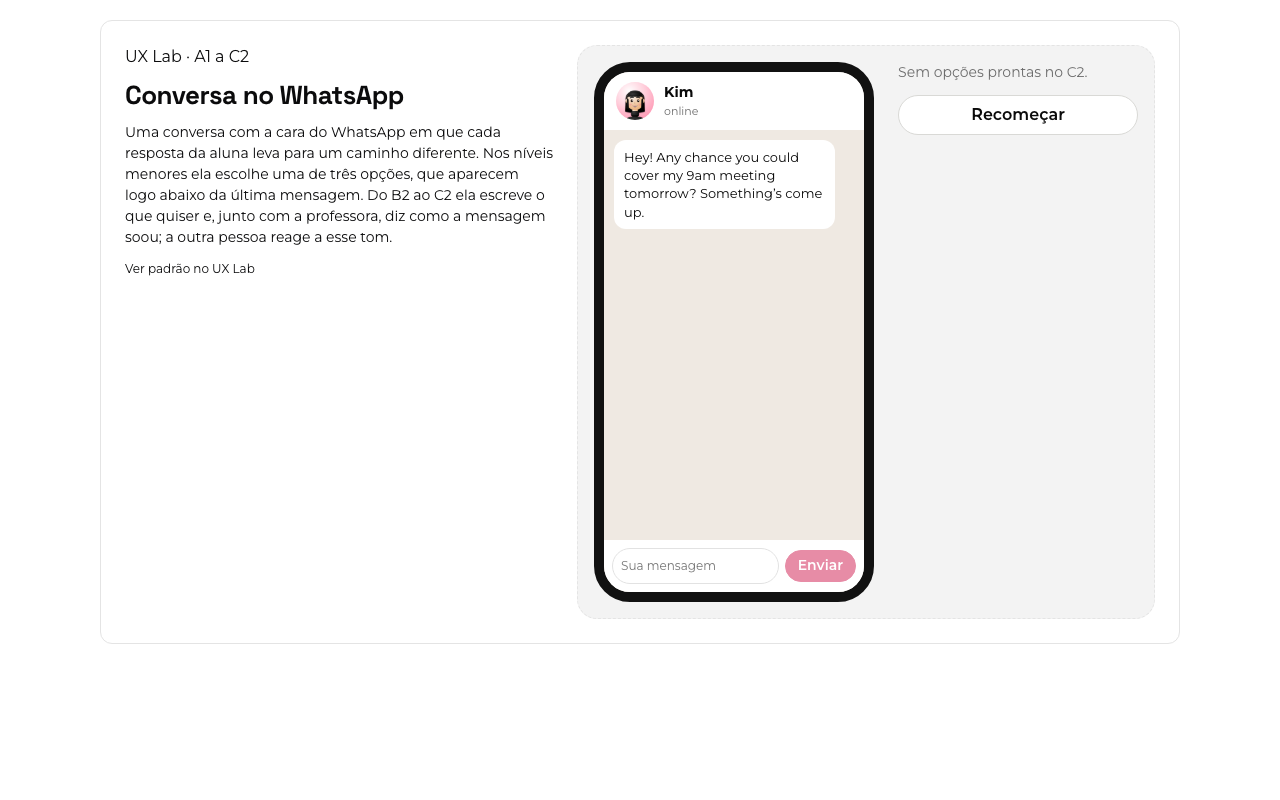 UX Lab · A1 a C2
Conversa no WhatsApp
Uma conversa com a cara do WhatsApp em que cada
resposta da aluna leva para um caminho diferente. Nos níveis
menores ela escolhe uma de três opções, que aparecem
logo abaixo da última mensagem. Do B2 ao C2 ela escreve o
que quiser e, junto com a professora, diz como a mensagem
soou; a outra pessoa reage a esse tom.
Ver padrão no UX Lab
Kim
online
Hey! Any chance you could
cover my 9am meeting
tomorrow? Something’s come
up.
Sua mensagem
Enviar
Sem opções prontas no C2.
Recomeçar